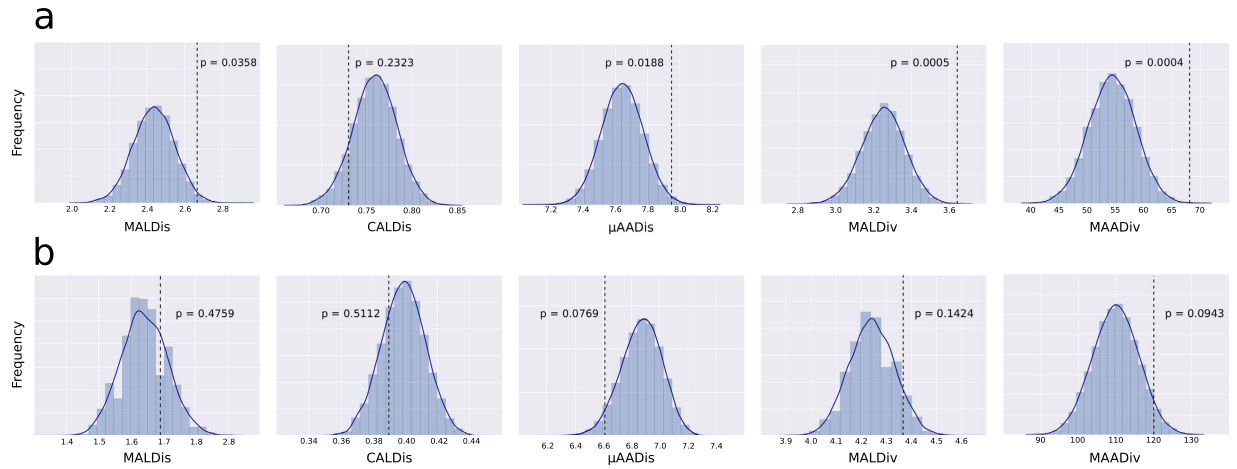 a
p = 0.0358
p = 0.2323
p = 0.0188
p = 0.0005
p = 0.0004
Frequency
2.0 2.2 2.4 2.6 2.8
0.70 0.75 0.80 0.85
7.2 7.4 7.6 7.8 8.0 8.2
2.8 3.0 3.2 3.4 3.6
40 45 50 55 60 65 70
MALDis
CALDis
µAADis
MALDiv
MAADiv
b
p = 0.4759
p = 0.5112
p = 0.0769
p = 0.1424
p = 0.0943
Frequency
1.4 1.5 1.6 1.7 1.8 2.8
0.34 0.36 0.38 0.40 0.42 0.44
6.2 6.4 6.6 6.8 7.0 7.2 7.4
3.9 4.0 4.1 4.2 4.3 4.4 4.5 4.6
90 100 110 120 130
MALDis
CALDis
µAADis
MALDiv
MAADiv